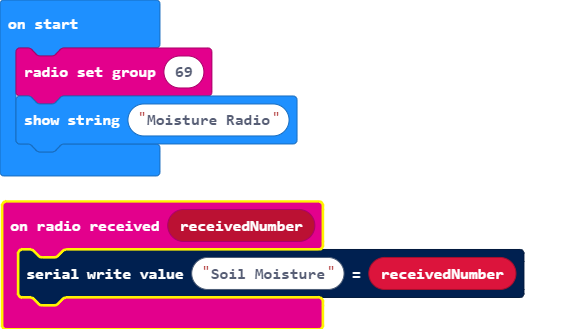 on start
radio set group 69
show string "Moisture Radio"
on radio received receivedNumber
serial write value "Soil Moisture" = receivedNumber